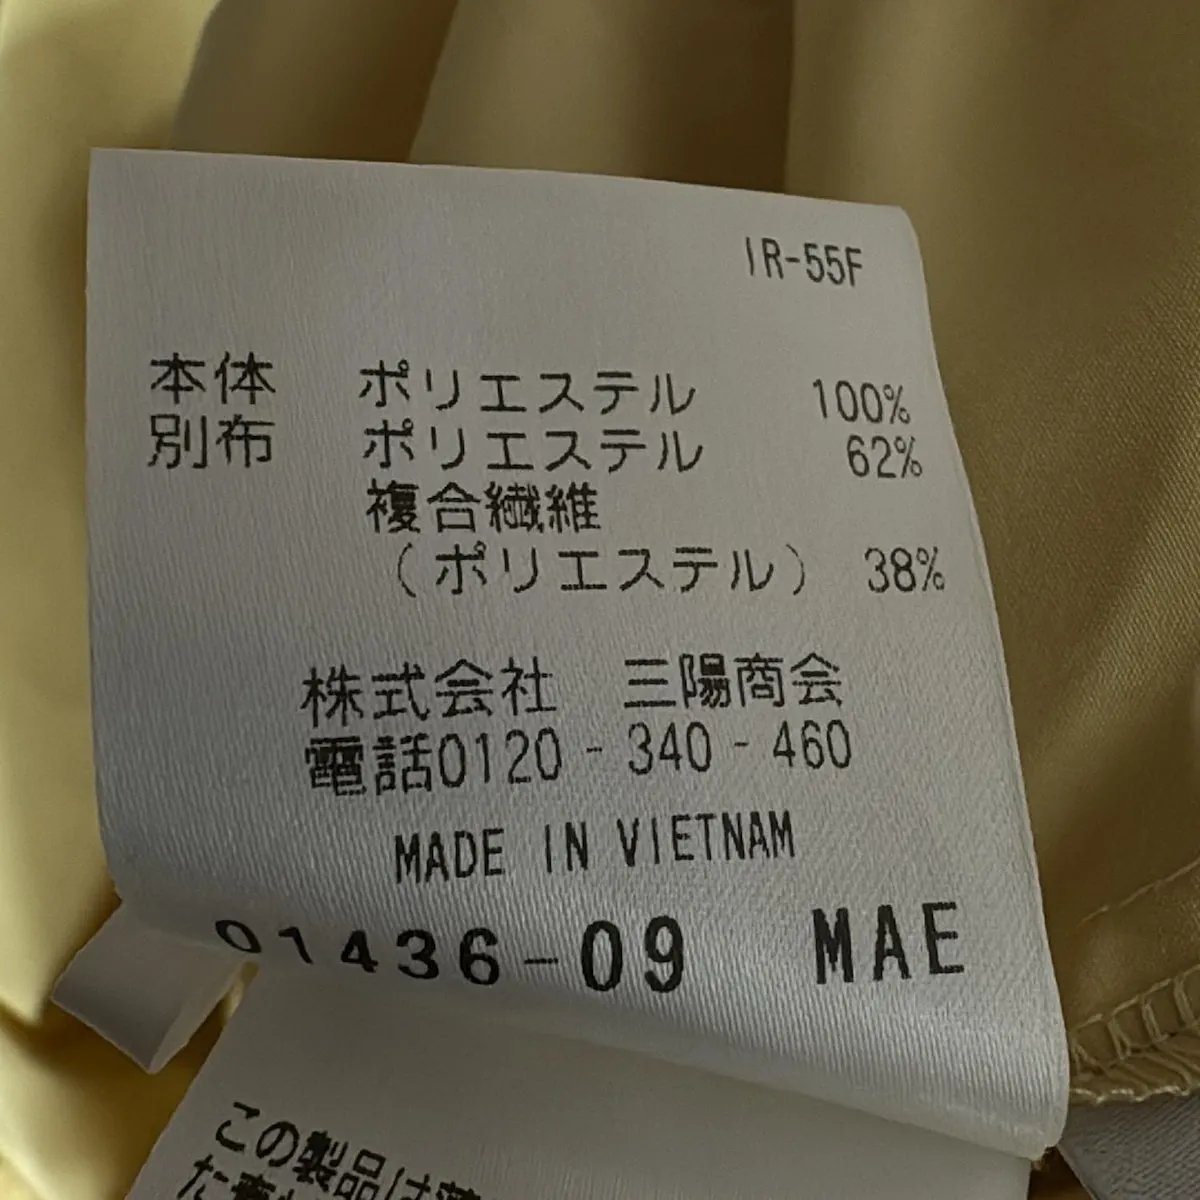 IR-55F
本体 ポリエステル 100%
別布 ポリエステル 62%
複合繊維
(ポリエステル) 38%
株式会社 三陽商会
電話0120-340-460
MADE IN VIETNAM
01436-09 MAE
この製品は薄